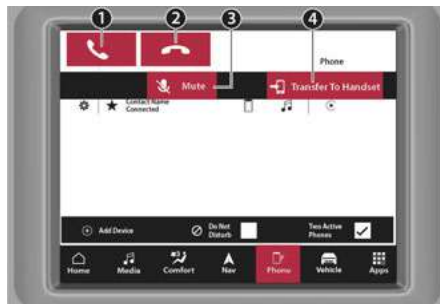 1 2 3 4
Phone
Mute
Transfer To Handset
Contact Name
Connected
Add Device
Do Not
Disturb
Two Active
Phones
Home
Media
Comfort
Nav
Phone
Vehicle
Apps